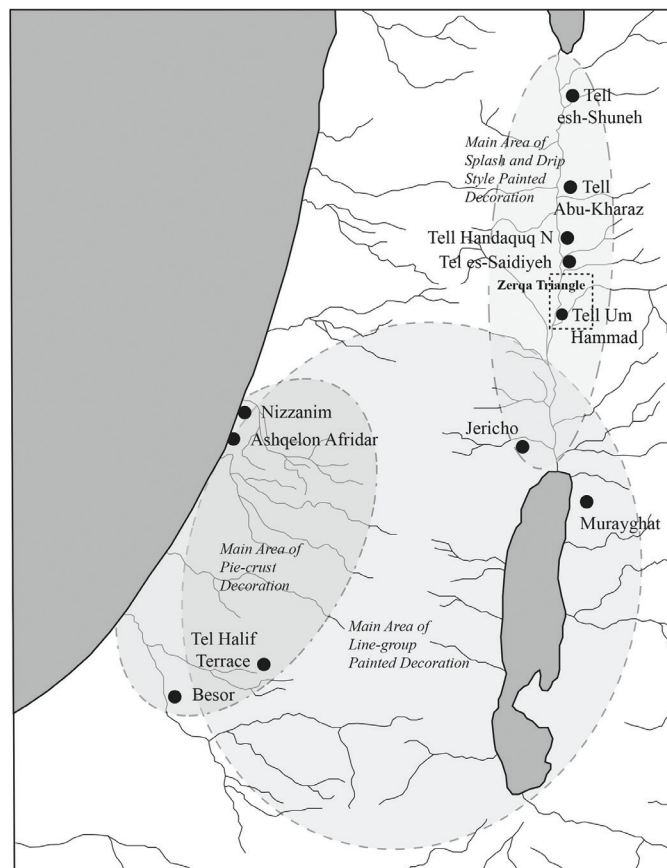 Tell
esh-Shuneh
Main Area of
Splash and Drip
Style Painted
Decoration
Tell
Abu-Kharaz
Tell Handaquq N
Tel es-Saidiyeh
Zerqa Triangle
Tell Um
Hammad
Nizzanim
Ashqelon Afridar
Jericho
Murayghat
Main Area of
Pie-crust
Decoration
Main Area of
Line-group
Painted Decoration
Tel Halif
Terrace
Besor